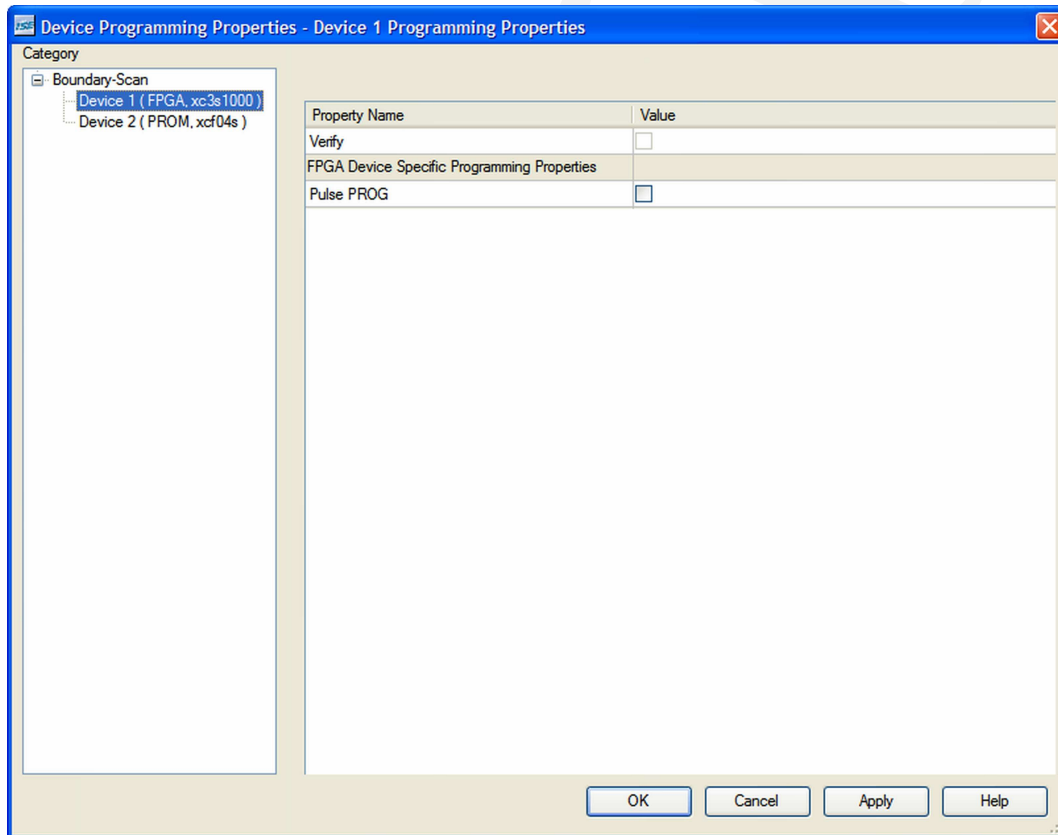 ISE Device Programming Properties - Device 1 Programming Properties
Category
Boundary-Scan
Device 1 ( FPGA, xc3s1000 )
Device 2 ( PROM, xcf04s )
Property Name Value
Verify
FPGA Device Specific Programming Properties
Pulse PROG
OK Cancel Apply Help